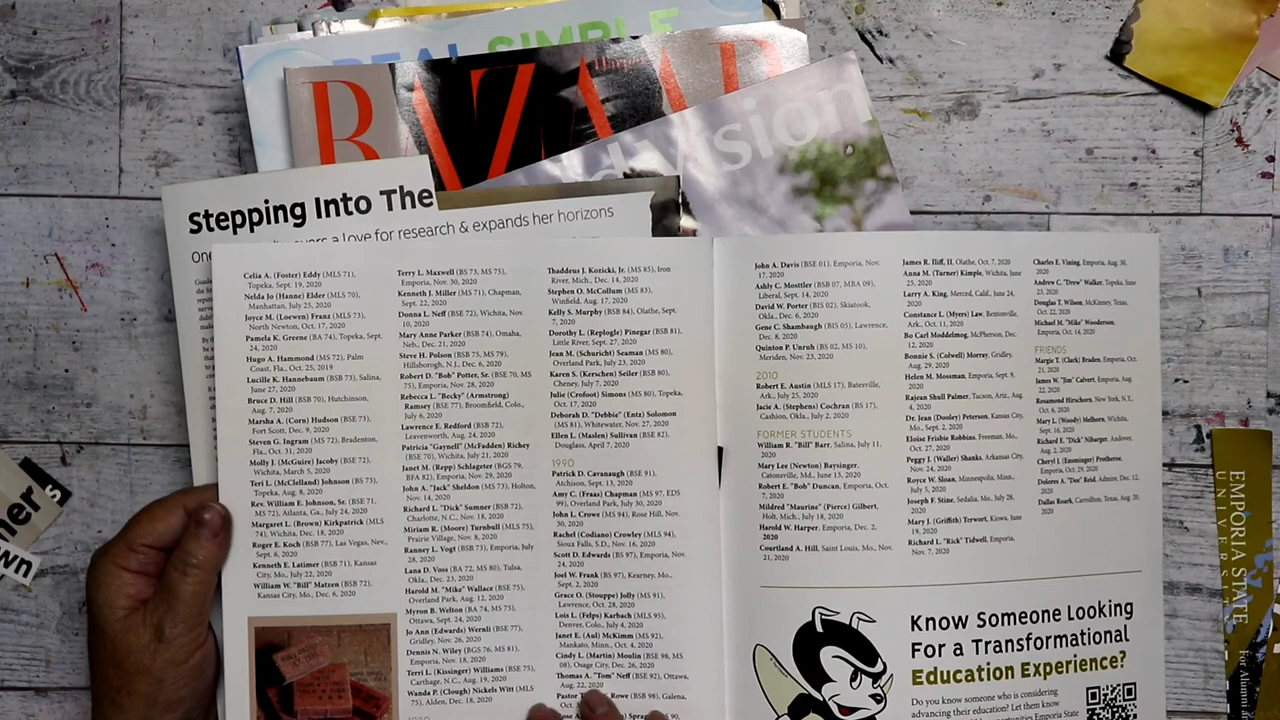 REAL SIMPLE
Harper's
BAZAAR
vision
Stepping Into The
a love for research & expands her horizons
One
Celia A. (Foster) Eddy (MLS 71),
Topeka, Sept. 19, 2020
Nelda Jo (Hanne) Elder (MLS 70),
Manhattan, July 25, 2020
Joyce M. (Loewen) Franz (MLS 73),
North Newton, Oct. 17, 2020
Pamela K. Greene (BA 74), Topeka, Sept.
24, 2020
Hugo A. Hammond (MS 72), Palm
Coast, Fla., Oct. 25, 2019
Lucille K. Hannebaum (BSB 73), Salina,
June 27, 2020
Bruce D. Hill (BSB 70), Hutchinson,
Aug. 7, 2020
Marsha A. (Corn) Hudson (BSE 73),
Fort Scott, Dec. 9, 2020
Steven G. Ingram (MS 72), Bradenton,
Fla., Oct. 31, 2020
Molly J. (McGuire) Jacoby (BSE 72),
Wichita, March 5, 2020
Teri L. (McClelland) Johnson (BS 73),
Topeka, Aug. 8, 2020
Rev. William E. Johnson, Sr. (BSE 71,
MS 72), Atlanta, Ga., July 24, 2020
Margaret L. (Brown) Kirkpatrick (MLS
74), Wichita, Dec. 18, 2020
Roger E. Koch (BSB 77), Las Vegas, Nev.,
Sept. 6, 2020
Kenneth E. Latimer (BSB 71), Kansas
City, Mo., July 22, 2020
William W. "Bill" Matzen (BSB 72),
Kansas City, Mo., Dec. 6, 2020
Terry L. Maxwell (BS 73, MS 75),
Emporia, Nov. 30, 2020
Kenneth J. Miller (MS 71), Chapman,
Sept. 22, 2020
Donna L. Neff (BSE 72), Wichita, Nov.
10, 2020
Mary Anne Parker (BSB 74), Omaha,
Neb., Dec. 21, 2020
Steve H. Polson (BSB 75, MS 79),
Hillsborogh, N.J., Dec. 6, 2020
Robert D. "Bob" Potter, Sr. (BSE 70, MS
75), Emporia, Nov. 28, 2020
Rebecca L. "Becky" (Armstrong)
Ramsey (BSE 77), Broomfield, Colo.,
July 6, 2020
Lawrence E. Redford (BSB 72),
Leavenworth, Aug. 24, 2020
Patricia "Gaynell" (McFadden) Richey
(BSE 70), Wichita, July 21, 2020
Janet M. (Repp) Schlageter (BGS 79,
BFA 82), Emporia, Nov. 29, 2020
John A. "Jack" Sheldon (MS 73), Holton,
Nov. 14, 2020
Richard L. "Dick" Sumner (BSB 72),
Charlotte, N.C., Nov. 18, 2020
Miriam R. (Moore) Turnbull (MLS 75),
Prairie Village, Nov. 8, 2020
Ranney L. Vogt (BSB 73), Emporia, July
28, 2020
Lana D. Voss (BA 72, MS 80), Tulsa,
Okla., Dec. 23, 2020
Harold M. "Mike" Wallace (BSE 75),
Overland Park, Aug. 12, 2020
Myron B. Welton (BA 74, MS 75),
Ottawa, Sept. 24, 2020
Jo Ann (Edwards) Wernli (BSE 77),
Gridley, Nov. 26, 2020
Dennis N. Wiley (BGS 76, MS 81),
Emporia, Nov. 18, 2020
Terri L. (Kissinger) Williams (BSE 75),
Carthage, N.C., Aug. 19, 2020
Wanda P. (Clough) Nickels Witt (MLS
75), Alden, Dec. 18, 2020
Thaddeus J. Kozicki, Jr. (MS 85), Iron
River, Mich., Dec. 14, 2020
Stephen O. McCollum (MS 83),
Winfield, Aug. 17, 2020
Kelly S. Murphy (BSB 84), Olathe, Sept.
7, 2020
Dorothy L. (Replogle) Pinegar (BSB 81),
Little River, Sept. 27, 2020
Jean M. (Schuricht) Seaman (MS 80),
Overland Park, July 23, 2020
Karen S. (Kerschen) Seiler (BSB 80),
Cheney, July 7, 2020
Julie (Crofoot) Simons (MS 80), Topeka,
Oct. 17, 2020
Deborah D. "Debbie" (Entz) Solomon
(MS 81), Whitewater, Nov. 27, 2020
Ellen L. (Maslen) Sullivan (BSE 82),
Douglass, April 7, 2020
1990
Patrick D. Cavanaugh (BSE 91),
Atchison, Sept. 13, 2020
Amy C. (Fraas) Chapman (MS 97, EDS
99), Overland Park, July 30, 2020
John L. Crowe (MS 94), Rose Hill, Nov.
30, 2020
Rachel (Codiano) Crowley (MLS 94),
Sioux Falls, S.D., Nov. 16, 2020
Scott D. Edwards (BS 97), Emporia, Nov.
24, 2020
Joel W. Frank (BS 97), Kearney, Mo.,
Sept. 2, 2020
Grace O. (Stouppe) Jolly (MS 91),
Lawrence, Oct. 28, 2020
Lois L. (Felps) Karbach (MLS 95),
Denver, Colo., July 4, 2020
Janet E. (Aul) McKimm (MS 92),
Mankato, Minn., Oct. 4, 2020
Cindy L. (Martin) Moulin (BSE 98, MS
08), Osage City, Dec. 26, 2020
Thomas A. "Tom" Neff (BSE 92), Ottawa,
Aug. 22, 2020
Pastor Rowe (BSB 98), Galena,
John A. Davis (BSE 01), Emporia, Nov.
17, 2020
Ashly C. Mosttler (BSB 07, MBA 09),
Liberal, Sept. 14, 2020
David W. Porter (BIS 02), Skiatook,
Okla., Dec. 6, 2020
Gene C. Shambaugh (BIS 05), Lawrence,
Dec. 8, 2020
Quinton P. Unruh (BS 02, MS 10),
Meriden, Nov. 23, 2020
2010
Robert E. Austin (MLS 17), Batesville,
Ark., July 25, 2020
Jacie A. (Stephens) Cochran (BS 17),
Cashion, Okla., July 2, 2020
FORMER STUDENTS
William R. "Bill" Barr, Salina, July 11,
2020
Mary Lee (Newton) Baysinger,
Catonsville, Md., June 13, 2020
Robert E. "Bob" Duncan, Emporia, Oct.
7, 2020
Mildred "Maurine" (Pierce) Gilbert,
Holt, Mich., July 18, 2020
Harold W. Harper, Emporia, Dec. 2,
2020
Courtland A. Hill, Saint Louis, Mo., Nov.
21, 2020
James R. Iliff, II, Olathe, Oct. 7, 2020
Anna M. (Turner) Kimple, Wichita, June
25, 2020
Larry A. King, Merced, Calif., June 24,
2020
Constance L. (Myers) Law, Bentonville,
Ark., Oct. 11, 2020
Bo Carl Moddelmog, McPherson, Dec.
12, 2020
Bonnie S. (Colwell) Morray, Gridley,
Aug. 29, 2020
Helen M. Mossman, Emporia, Sept. 9,
2020
Rajean Shull Palmer, Tucson, Ariz., Aug.
4, 2020
Dr. Jean (Dooley) Peterson, Kansas City,
Mo., Sept. 2, 2020
Eloise Frisbie Robbins, Freeman, Mo.,
Oct. 27, 2020
Peggy J. (Waller) Shanks, Arkansas City,
Nov. 24, 2020
Royce W. Sloan, Minneapolis, Minn.,
July 5, 2020
Joseph F. Stine, Sedalia, Mo., July 28,
2020
Mary J. (Griffith) Terwort, Kiowa, June
29, 2020
Richard L. "Rick" Tidwell, Emporia,
Nov. 7, 2020
Charles E. Vining, Emporia, Aug. 30,
2020
Andrew C. "Drew" Walker, Topeka, June
23, 2020
Douglas T. Wilson, McKinney, Texas,
Oct. 22, 2020
Michael M. "Mike" Wooderson,
Emporia, Oct. 14, 2020
FRIENDS
Margie T. (Clark) Braden, Emporia, Oct.
21, 2020
James W. "Jim" Calvert, Emporia, Aug.
22, 2020
Rosamond Hirschorn, New York, N.Y.,
Oct. 6, 2020
Mary L. (Woody) Melhorn, Wichita,
Sept. 16, 2020
Richard E. "Dick" Nibarger, Andover,
Aug. 21, 2020
Cheryl J. (Ensminger) Prothe,
Emporia, Oct. 29, 2020
Dolores A. "Dee" Reid, Admire, Dec. 12,
2020
Dallas Roark, Carrollton, Texas, Aug. 20,
2020
Know Someone Looking
For a Transformational
Education Experience?
Do you know someone who is considering
advancing their education? Let them know
Emporia State
EMPORIA STATE
UNIVERSITY
For Alumni a
ner
s
wn